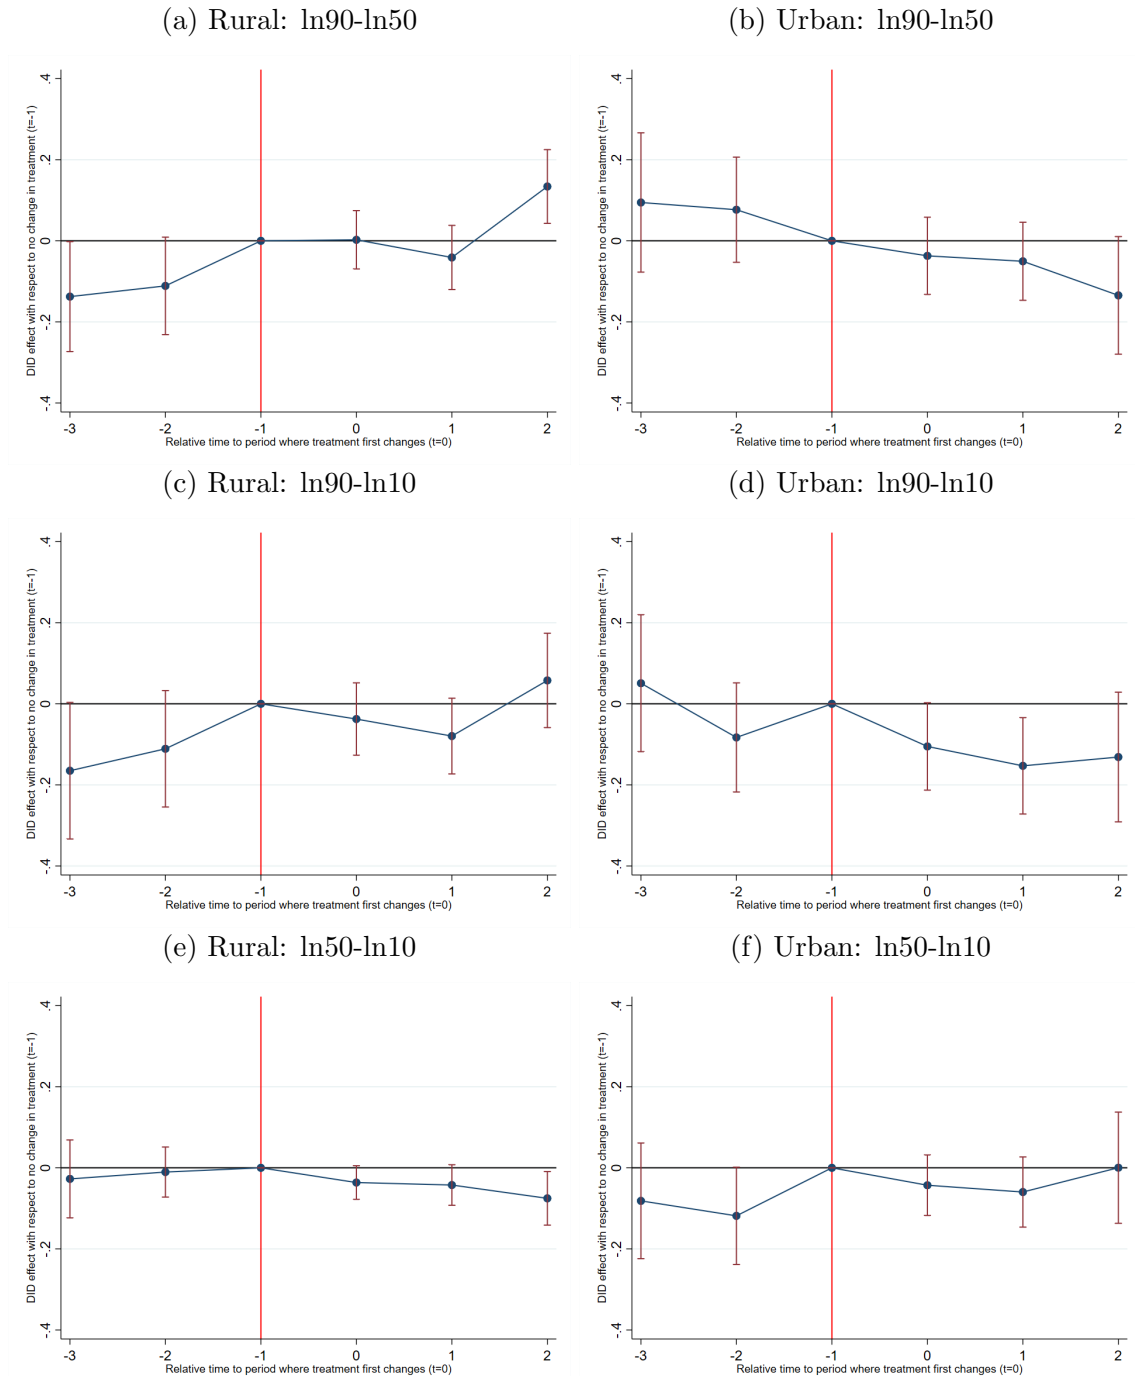 (a) Rural: ln90-ln50
DID effect with respect to no change in treatment (t=-1)
.4
.2
0
-.2
-.4
-3 -2 -1 0 1 2
Relative time to period where treatment first changes (t=0)
(b) Urban: ln90-ln50
DID effect with respect to no change in treatment (t=-1)
.4
.2
0
-.2
-.4
-3 -2 -1 0 1 2
Relative time to period where treatment first changes (t=0)
(c) Rural: ln90-ln10
DID effect with respect to no change in treatment (t=-1)
.4
.2
0
-.2
-.4
-3 -2 -1 0 1 2
Relative time to period where treatment first changes (t=0)
(d) Urban: ln90-ln10
DID effect with respect to no change in treatment (t=-1)
.4
.2
0
-.2
-.4
-3 -2 -1 0 1 2
Relative time to period where treatment first changes (t=0)
(e) Rural: ln50-ln10
DID effect with respect to no change in treatment (t=-1)
.4
.2
0
-.2
-.4
-3 -2 -1 0 1 2
Relative time to period where treatment first changes (t=0)
(f) Urban: ln50-ln10
DID effect with respect to no change in treatment (t=-1)
.4
.2
0
-.2
-.4
-3 -2 -1 0 1 2
Relative time to period where treatment first changes (t=0)